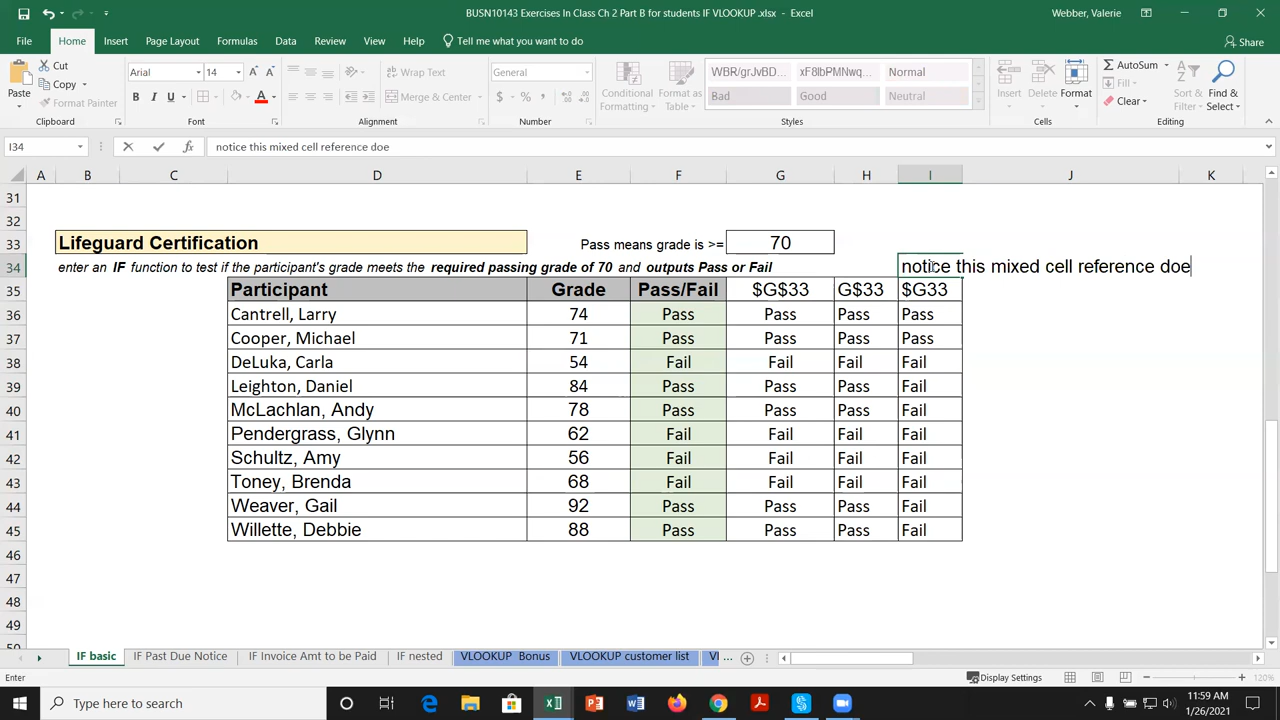 BUSN10143 Exercises In Class Ch 2 Part B for students IF VLOOKUP .xlsx - Excel
Webber, Valerie
File Home Insert Page Layout Formulas Data Review View Help Tell me what you want to do Share
Cut
Copy
Format Painter
Paste
Clipboard
Arial 14
B I U
Font
Wrap Text
Merge & Center
Alignment
General
$ % ,
Number
Conditional Formatting
Format as Table
WBR/grJvBD... xF8lbPMNwq... Normal
Bad Good Neutral
Styles
Insert Delete Format
Cells
AutoSum
Fill
Clear
Sort & Filter
Find & Select
Editing
I34 notice this mixed cell reference doe
A B C D E F G H I J K
31
32
33 Lifeguard Certification Pass means grade is >= 70
34 enter an IF function to test if the participant's grade meets the required passing grade of 70 and outputs Pass or Fail notice this mixed cell reference doe
35 Participant Grade Pass/Fail $G$33 G$33 $G33
36 Cantrell, Larry 74 Pass Pass Pass Pass
37 Cooper, Michael 71 Pass Pass Pass Pass
38 DeLuka, Carla 54 Fail Fail Fail Fail
39 Leighton, Daniel 84 Pass Pass Pass Fail
40 McLachlan, Andy 78 Pass Pass Pass Fail
41 Pendergrass, Glynn 62 Fail Fail Fail Fail
42 Schultz, Amy 56 Fail Fail Fail Fail
43 Toney, Brenda 68 Fail Fail Fail Fail
44 Weaver, Gail 92 Pass Pass Pass Fail
45 Willette, Debbie 88 Pass Pass Pass Fail
46
47
48
49
50
IF basic IF Past Due Notice IF Invoice Amt to be Paid IF nested VLOOKUP Bonus VLOOKUP customer list VI ...
Enter Display Settings 120%
Type here to search
11:59 AM
1/26/2021